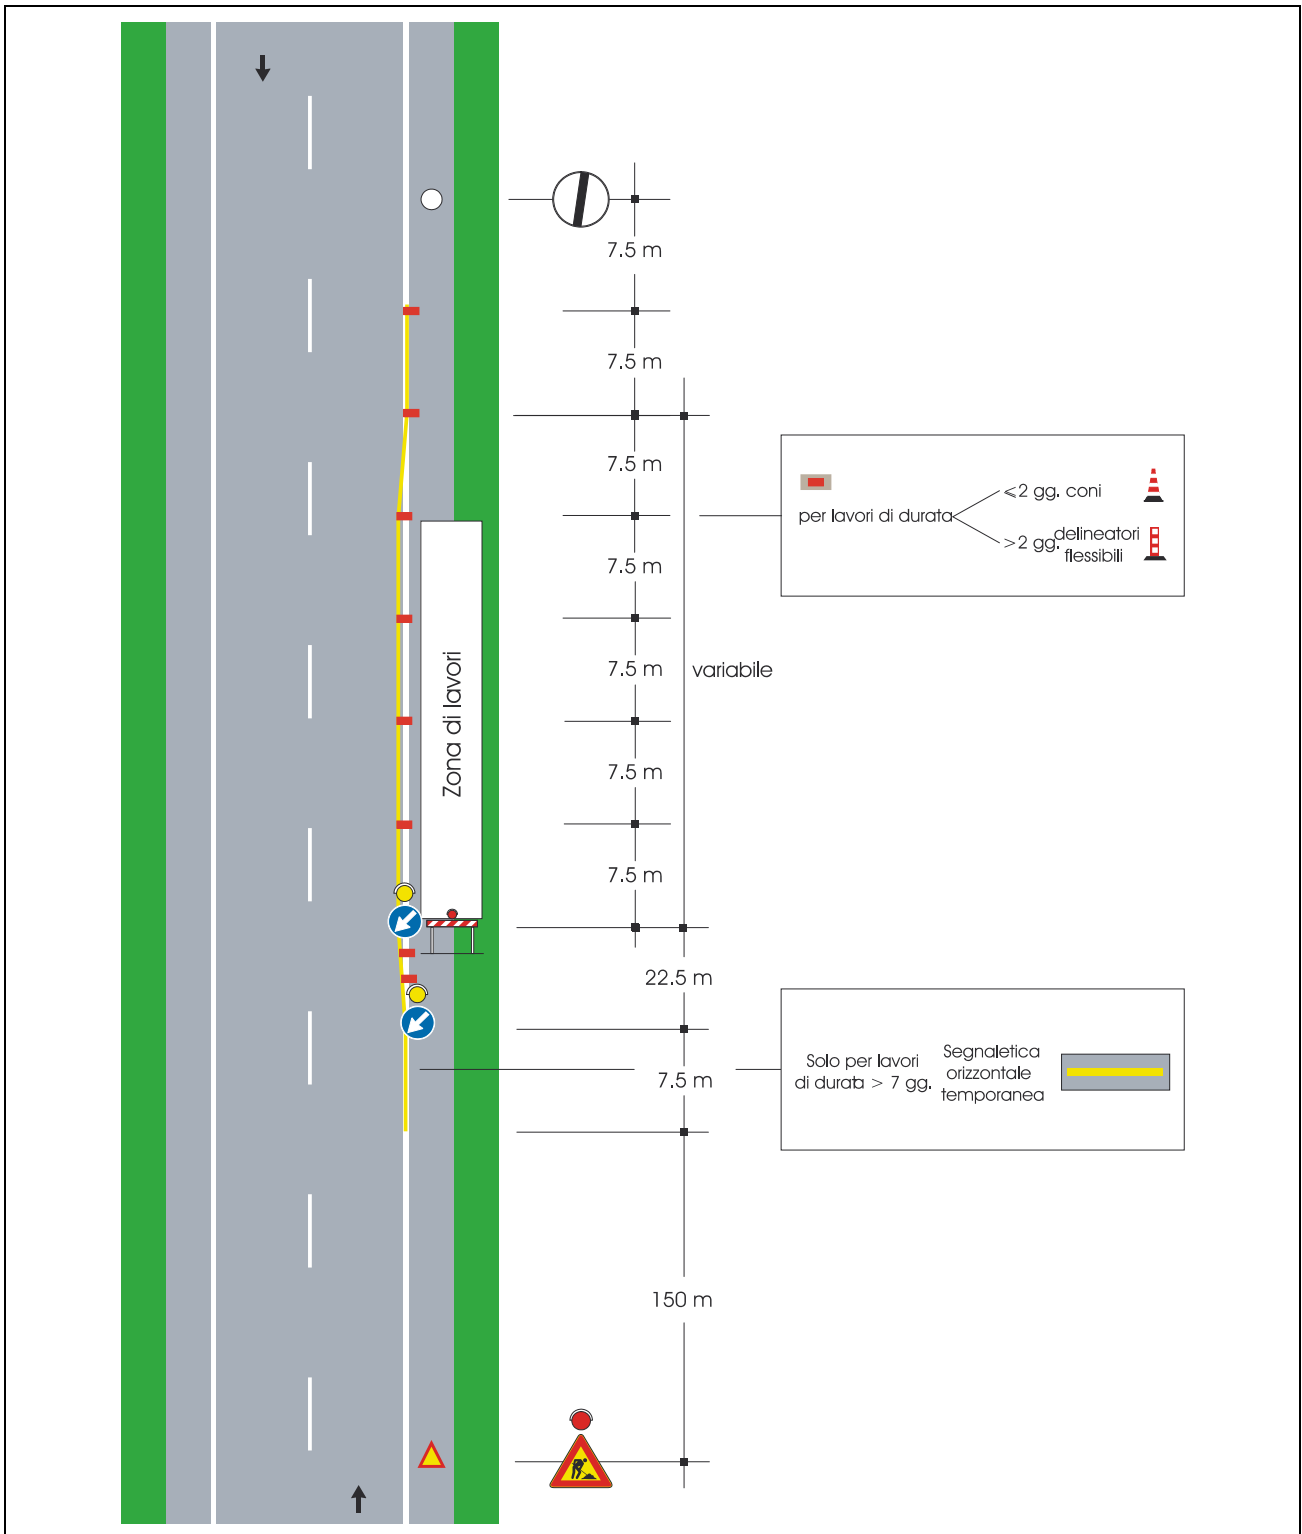 7.5 m
7.5 m
7.5 m
7.5 m
7.5 m
variabile
7.5 m
7.5 m
22.5 m
7.5 m
150 m
Zona di lavori
per lavori di durata
⩽2 gg. coni
>2 gg. delineatori
flessibili
Solo per lavori
di durata > 7 gg.
Segnaletica
orizzontale
temporanea